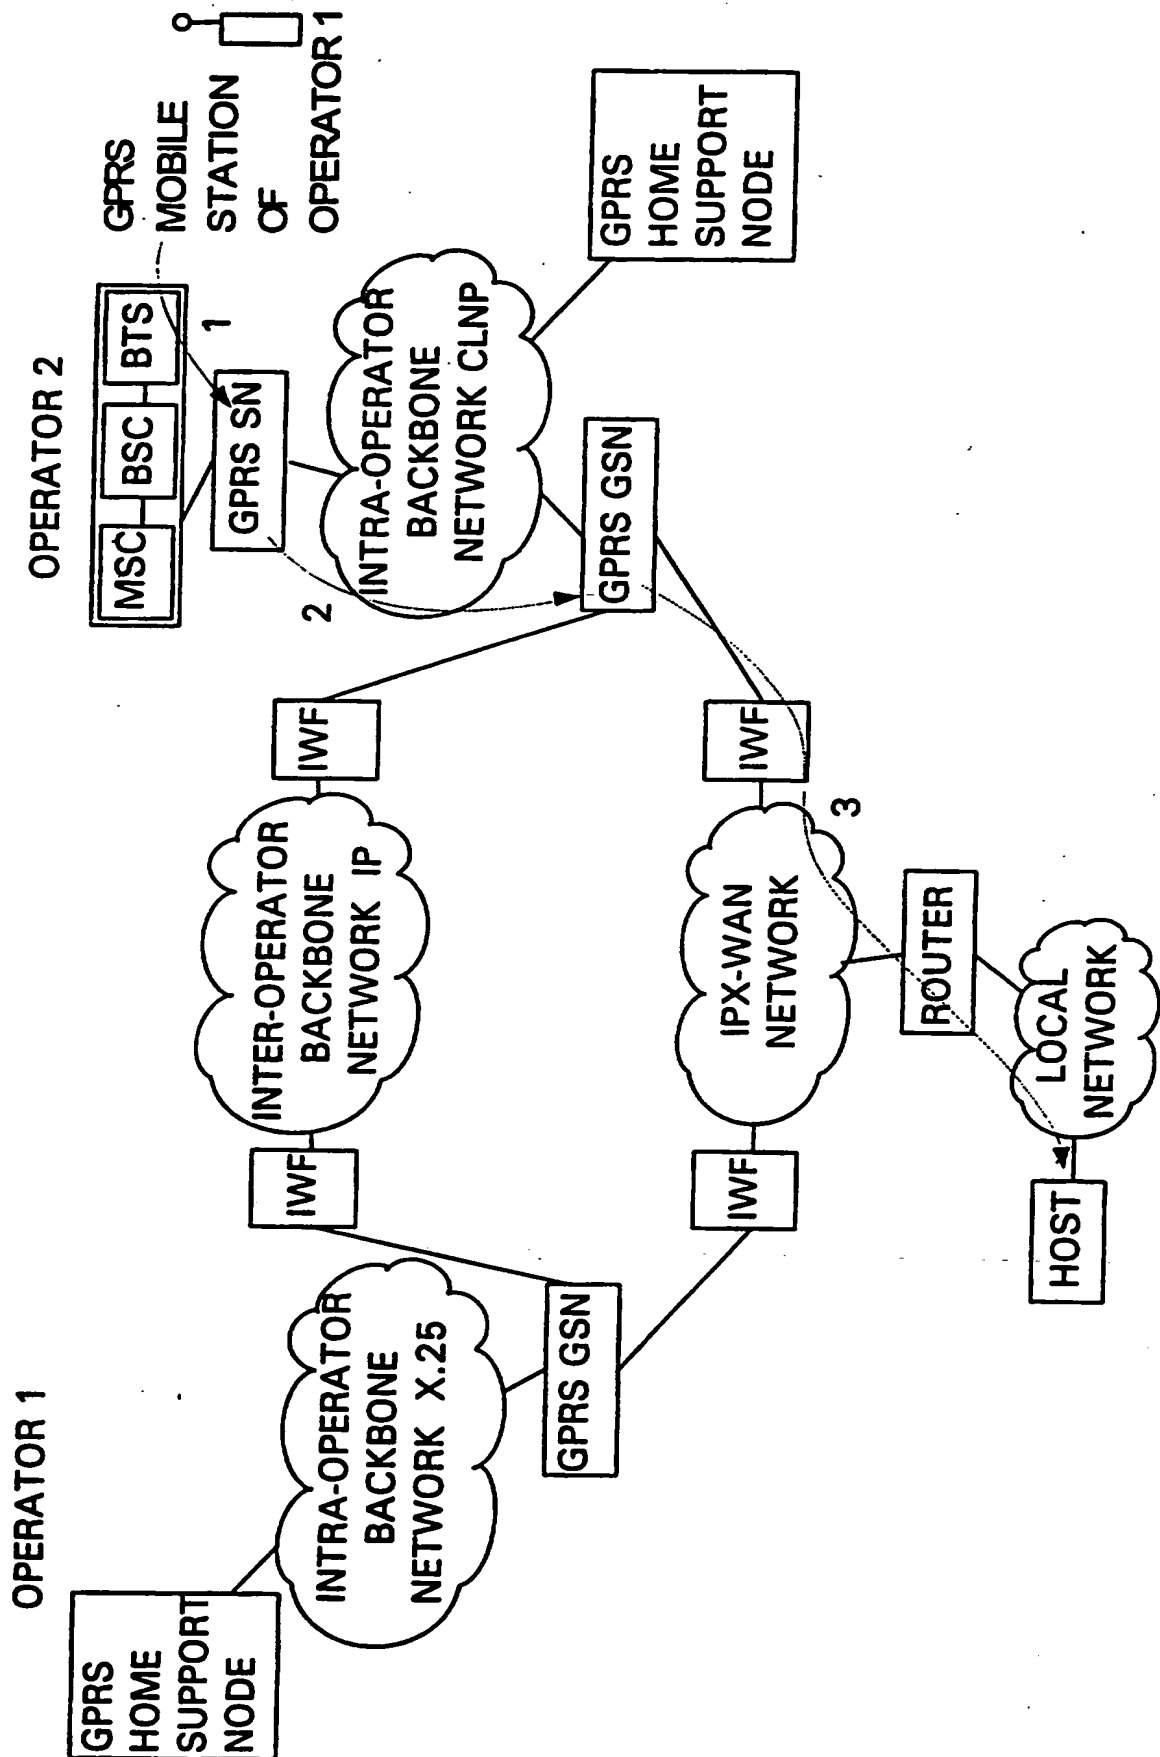 OPERATOR 1
GPRS
HOME
SUPPORT
NODE
INTRA-OPERATOR
BACKBONE
NETWORK X.25
GPRS GSN
IWF
INTER-OPERATOR
BACKBONE
NETWORK IP
IWF
IWF
IPX-WAN
NETWORK
IWF
3
ROUTER
LOCAL
NETWORK
HOST
OPERATOR 2
MSC
BSC
BTS
1
GPRS SN
2
INTRA-OPERATOR
BACKBONE
NETWORK CLNP
GPRS GSN
GPRS
MOBILE
STATION
OF
OPERATOR 1
GPRS
HOME
SUPPORT
NODE